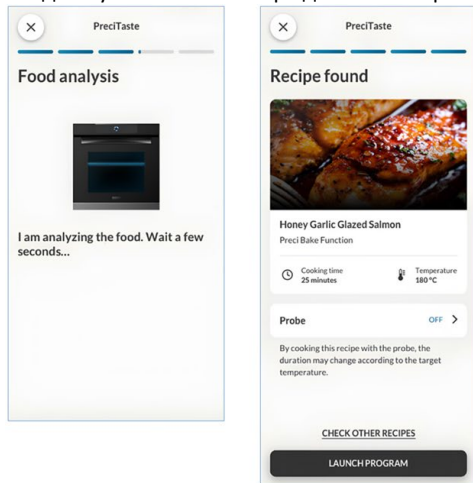 PreciTaste
Food analysis
I am analyzing the food. Wait a few
seconds...
PreciTaste
Recipe found
Honey Garlic Glazed Salmon
Preci Bake Function
Cooking time
25 minutes
Temperature
180 °C
Probe
OFF
By cooking this recipe with the probe, the
duration may change according to the target
temperature.
CHECK OTHER RECIPES
LAUNCH PROGRAM